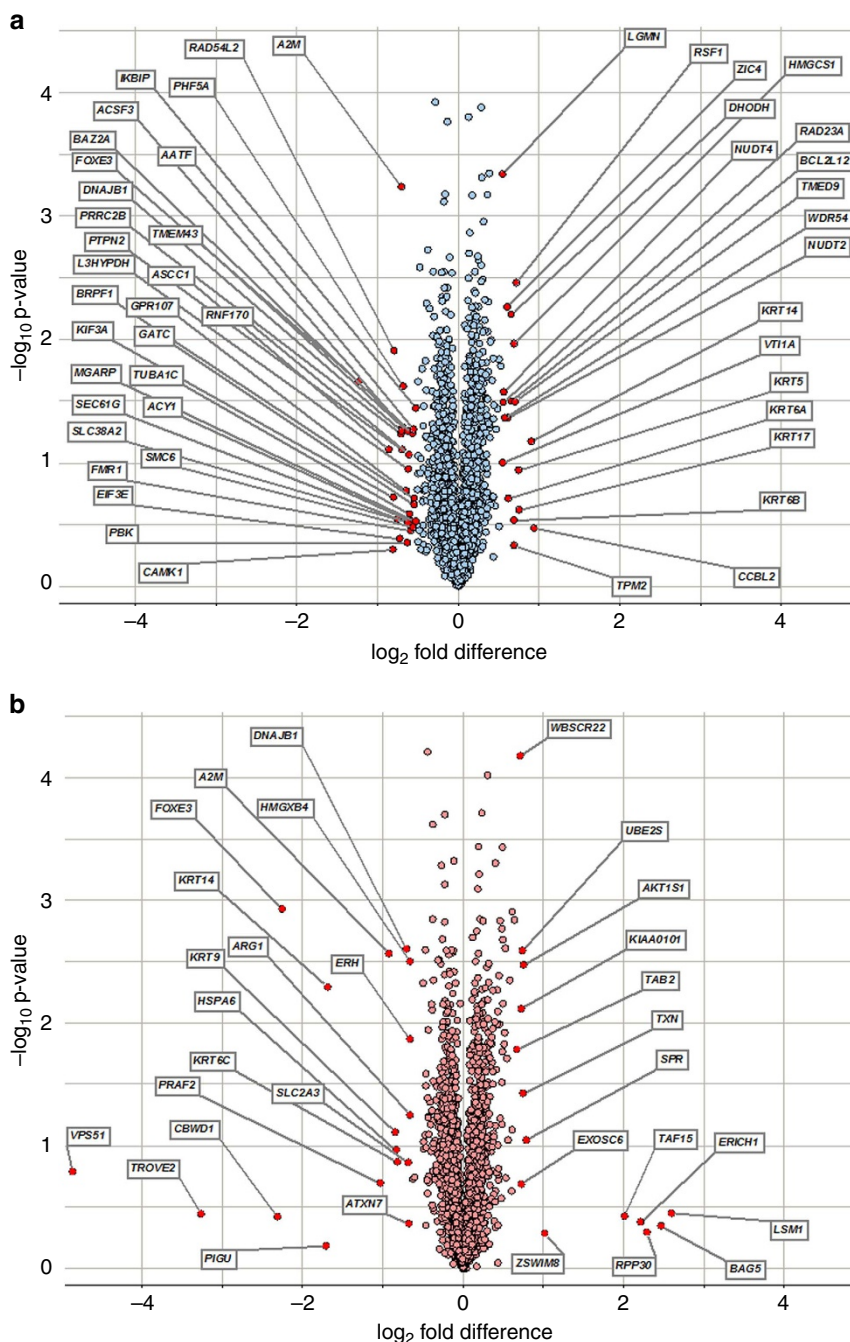 a
RAD54L2
A2M
LGMN
RSF1
IKBIP
PHF5A
ZIC4
HMGCS1
ACSF3
DHODH
BAZ2A
AATF
NUDT4
RAD23A
FOXE3
BCL2L12
DNAJB1
TMED9
PRRC2B
TMEM43
WDR54
PTPN2
ASCC1
NUDT2
L3HYPDH
BRPF1
GPR107
RNF170
KRT14
KIF3A
GATC
VTI1A
MGARP
TUBA1C
KRT5
SEC61G
ACY1
KRT6A
SLC38A2
SMC6
KRT17
FMR1
EIF3E
KRT6B
PBK
CAMK1
TPM2
CCBL2
4
3
2
1
0
–log10 p-value
–4 –2 0 2 4
log2 fold difference
b
DNAJB1
WBSCR22
A2M
FOXE3
HMGXB4
UBE2S
KRT14
AKT1S1
ARG1
KIAA0101
KRT9
ERH
TAB2
HSPA6
TXN
KRT6C
SPR
PRAF2
SLC2A3
VPS51
CBWD1
EXOSC6
TAF15
ERICH1
TROVE2
ATXN7
LSM1
PIGU
ZSWIM8
RPP30
BAG5
4
3
2
1
0
–log10 p-value
–4 –2 0 2 4
log2 fold difference